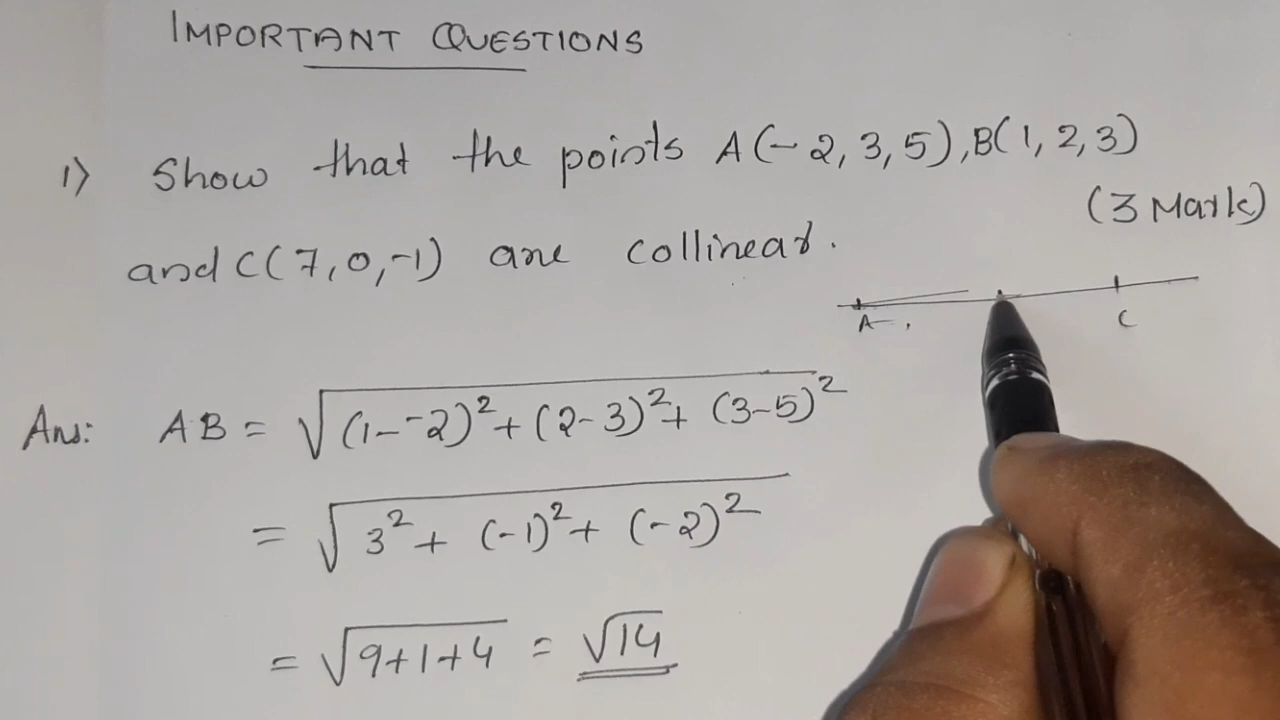 IMPORTANT QUESTIONS
1) Show that the points A(-2,3,5),B(1,2,3)
(3 Mark)
and C(7,0,-1) are collinear.
A C
Ans: AB = √((1--2)²+(2-3)²+(3-5)²)
= √(3²+(-1)²+(-2)²)
= √(9+1+4) = √14